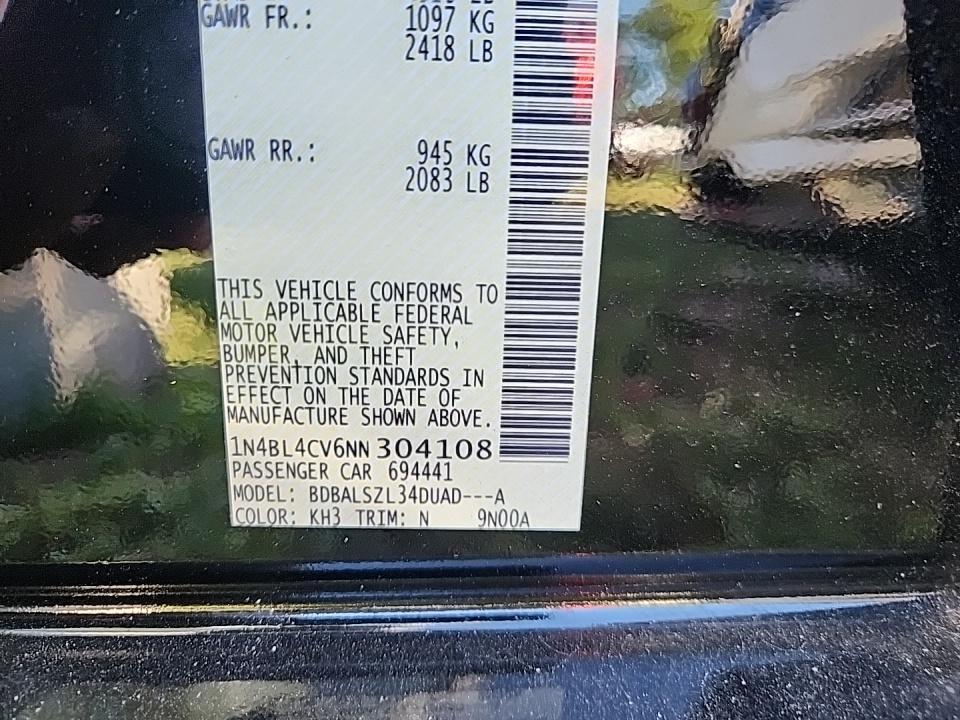 GAWR FR.: 1097 KG
2418 LB
GAWR RR.: 945 KG
2083 LB
THIS VEHICLE CONFORMS TO
ALL APPLICABLE FEDERAL
MOTOR VEHICLE SAFETY,
BUMPER, AND THEFT
PREVENTION STANDARDS IN
EFFECT ON THE DATE OF
MANUFACTURE SHOWN ABOVE.
1N4BL4CV6NN304108
PASSENGER CAR 694441
MODEL: BDBALSZL34DUAD---A
COLOR: KH3 TRIM: N 9N00A